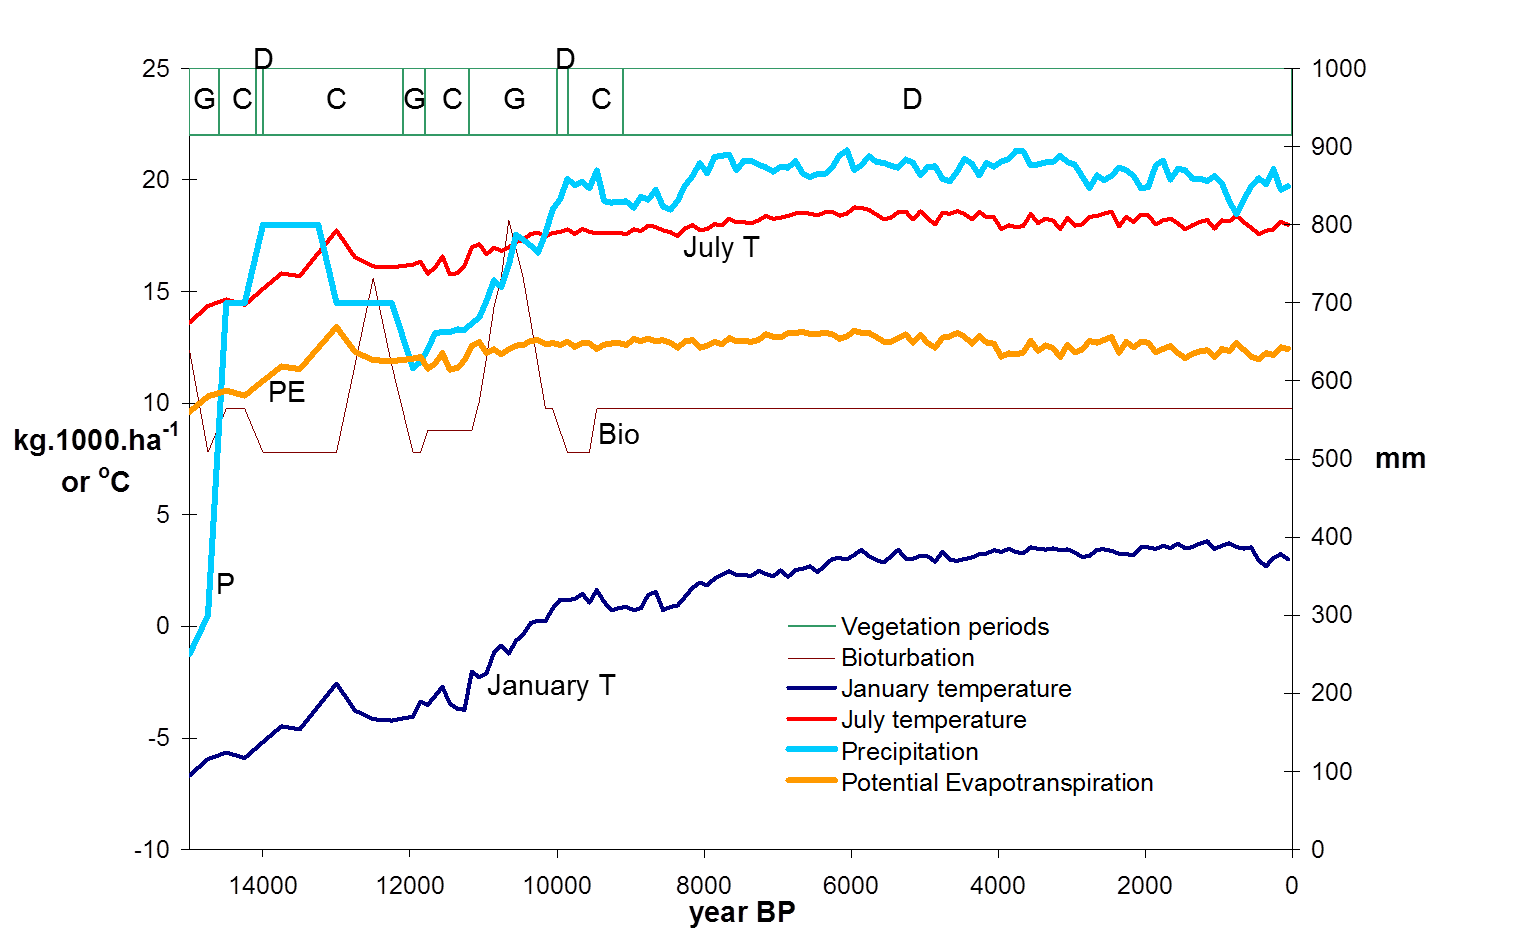 D D
25 1000
G C C G C G C D
900
20
800
July T
15 700
600
PE
10
kg.1000.ha⁻¹ Bio
or ºC
500 mm
5
400
P
0 300
Vegetation periods
Bioturbation
January T
January temperature
200
July temperature
-5
Precipitation
100
Potential Evapotranspiration
-10 0
14000 12000 10000 8000 6000 4000 2000 0
year BP